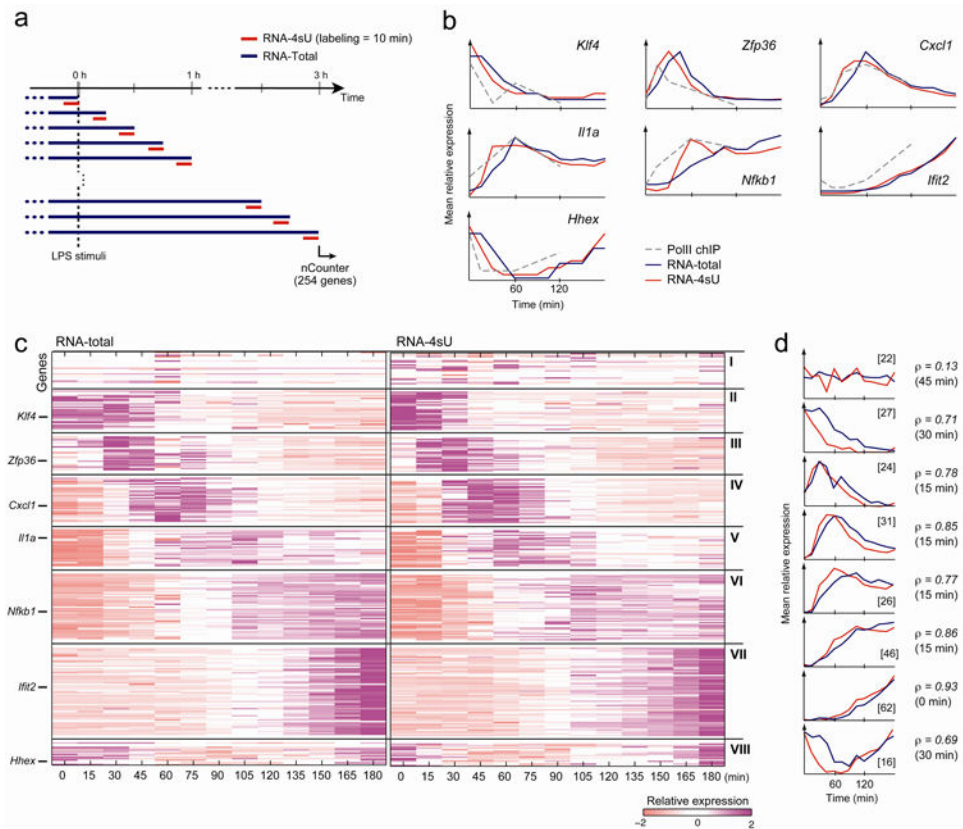 a
RNA-4sU (labeling = 10 min)
RNA-Total
0 h
1 h
3 h
Time
LPS stimuli
nCounter
(254 genes)
b
Klf4
Zfp36
Cxcl1
Il1a
Nfkb1
Ifit2
Hhex
Mean relative expression
60
120
Time (min)
PolII chIP
RNA-total
RNA-4sU
c
RNA-total
RNA-4sU
Genes
Klf4
Zfp36
Cxcl1
Il1a
Nfkb1
Ifit2
Hhex
I
II
III
IV
V
VI
VII
VIII
0 15 30 45 60 75 90 105 120 135 150 165 180
0 15 30 45 60 75 90 105 120 135 150 165 180 (min)
Relative expression
−2 0 2
d
[22]
ρ = 0.13
(45 min)
[27]
ρ = 0.71
(30 min)
[24]
ρ = 0.78
(15 min)
[31]
ρ = 0.85
(15 min)
[26]
ρ = 0.77
(15 min)
[46]
ρ = 0.86
(15 min)
[62]
ρ = 0.93
(0 min)
[16]
ρ = 0.69
(30 min)
Mean relative expression
60 120
Time (min)